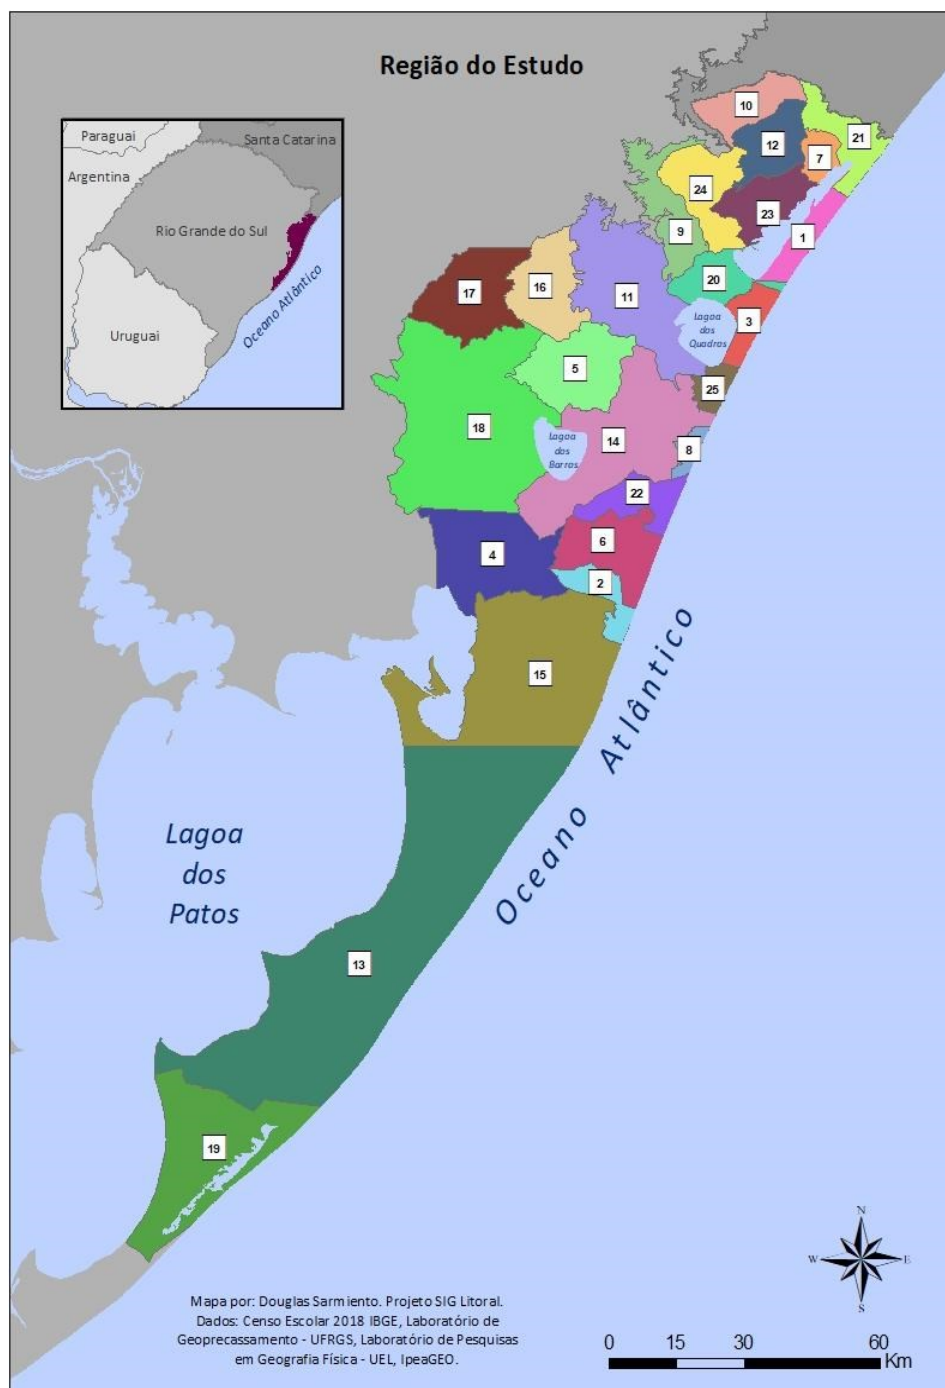 Região do Estudo
Paraguai
Santa Catarina
Argentina
Rio Grande do Sul
Uruguai
Oceano Atlântico
10
21
12
7
24
23
9
1
20
17
16
11
3
Lagoa
dos
Quadros
5
25
18
14
Lagoa
dos
Barros
8
22
6
4
2
15
Oceano Atlântico
Lagoa
dos
Patos
13
19
N
W
E
S
Mapa por: Douglas Sarmiento. Projeto SIG Litoral.
Dados: Censo Escolar 2018 IBGE, Laboratório de
Geoprecassamento - UFRGS, Laboratório de Pesquisas
em Geografia Física - UEL, IpeaGEO.
0 15 30 60
Km